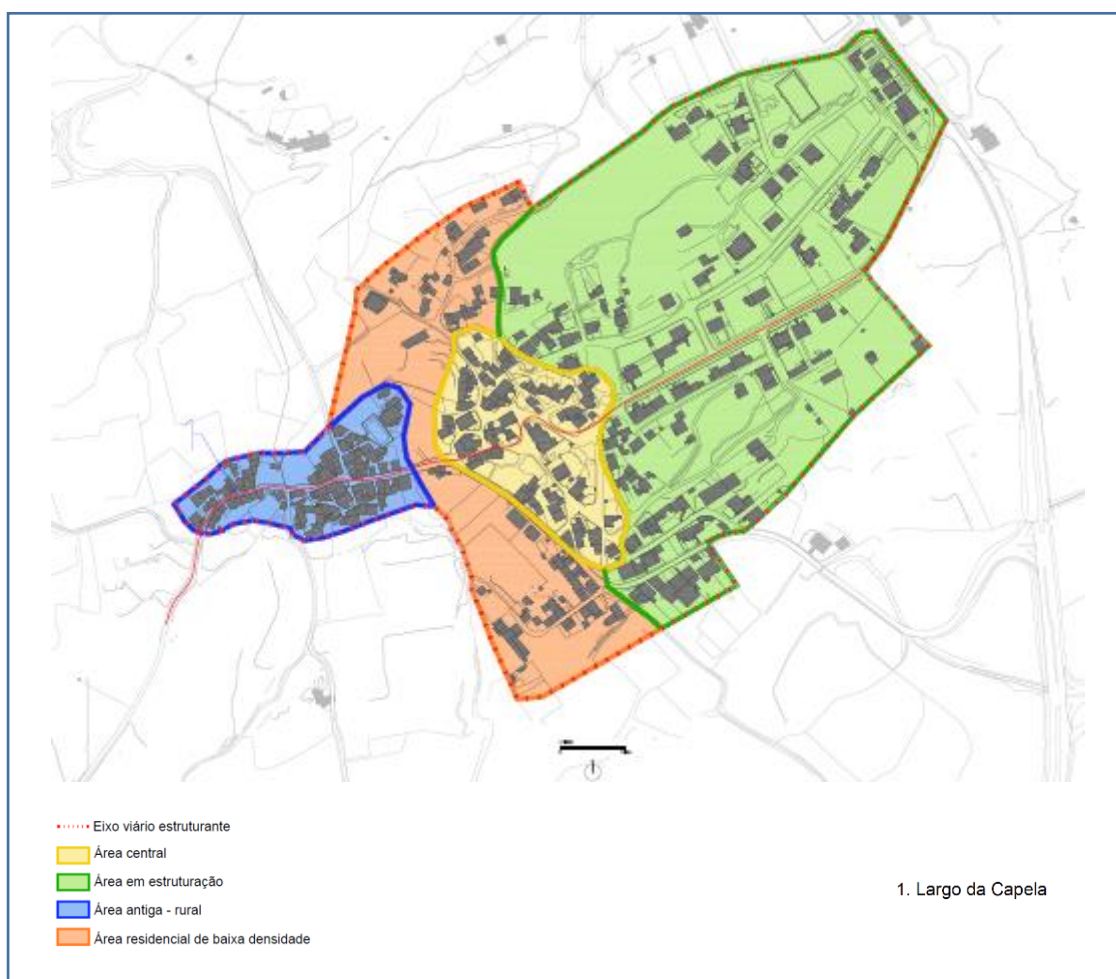 Eixo viário estruturante
Área central
Área em estruturação
Área antiga - rural
Área residencial de baixa densidade
1. Largo da Capela